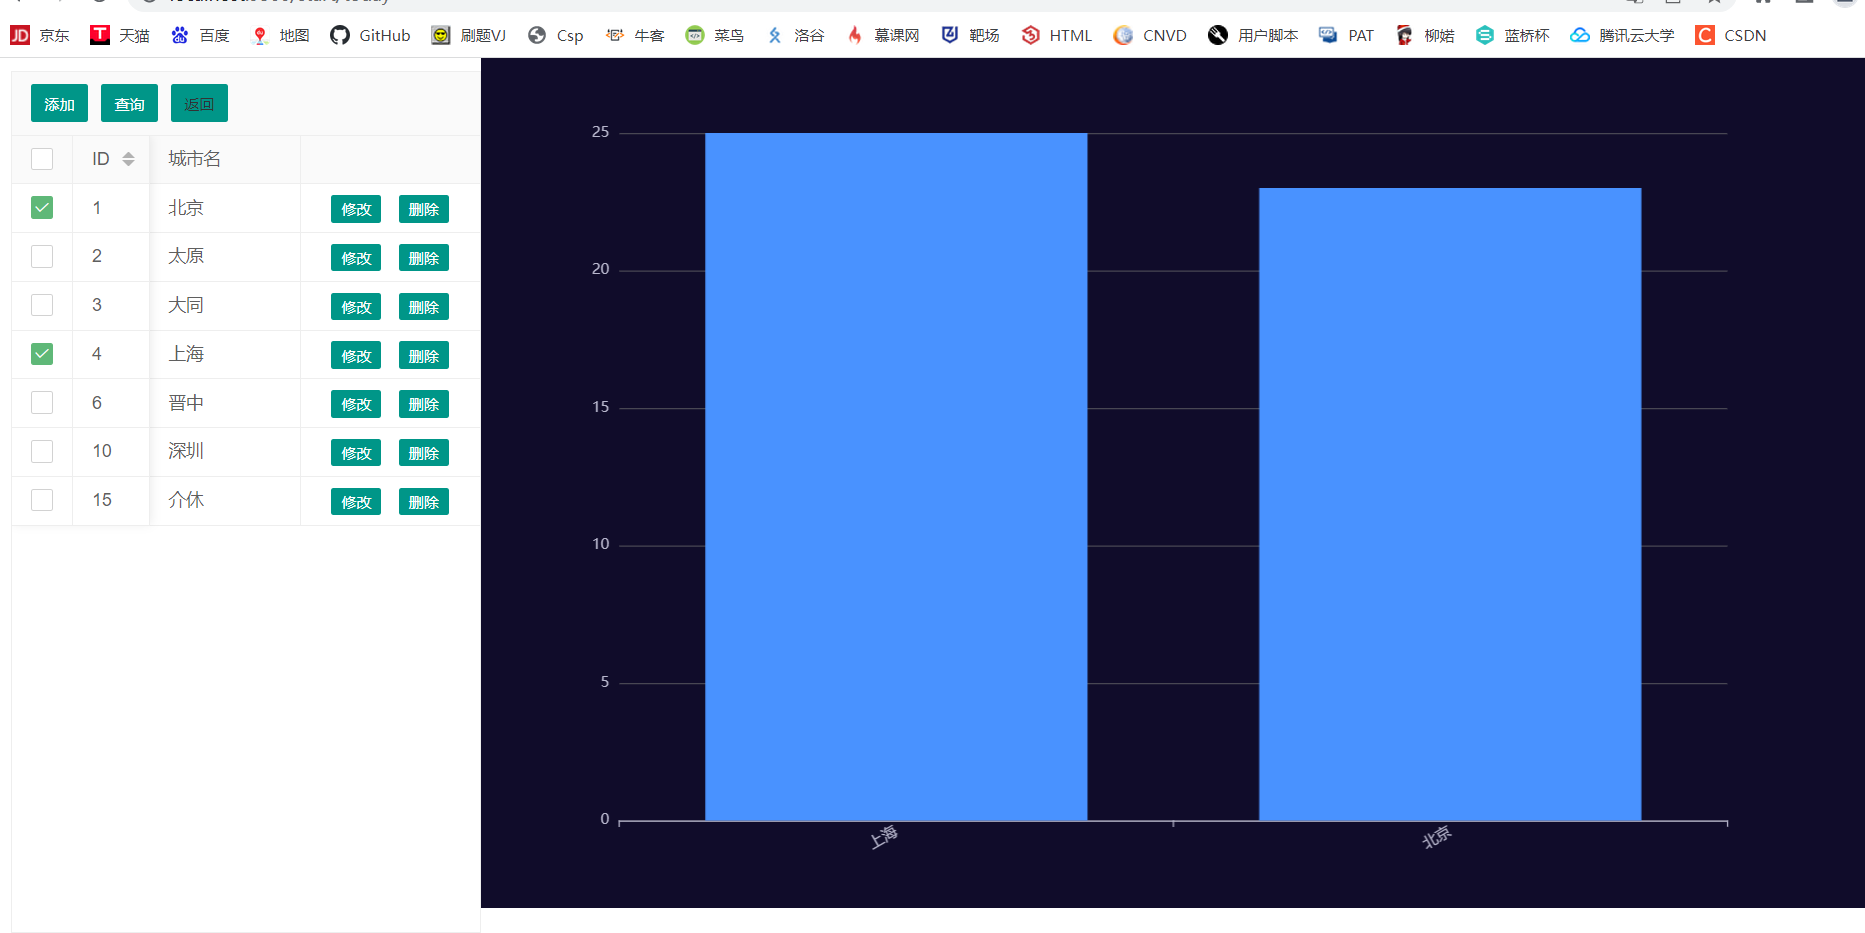 京东 天猫 百度 地图 GitHub 刷题VJ Csp 牛客 菜鸟 洛谷 慕课网 靶场 HTML CNVD 用户脚本 PAT 柳婼 蓝桥杯 腾讯云大学 CSDN
添加 查询 返回
ID 城市名
1 北京 修改 删除
2 太原 修改 删除
3 大同 修改 删除
4 上海 修改 删除
6 晋中 修改 删除
10 深圳 修改 删除
15 介休 修改 删除
25
20
15
10
5
0
上海 北京